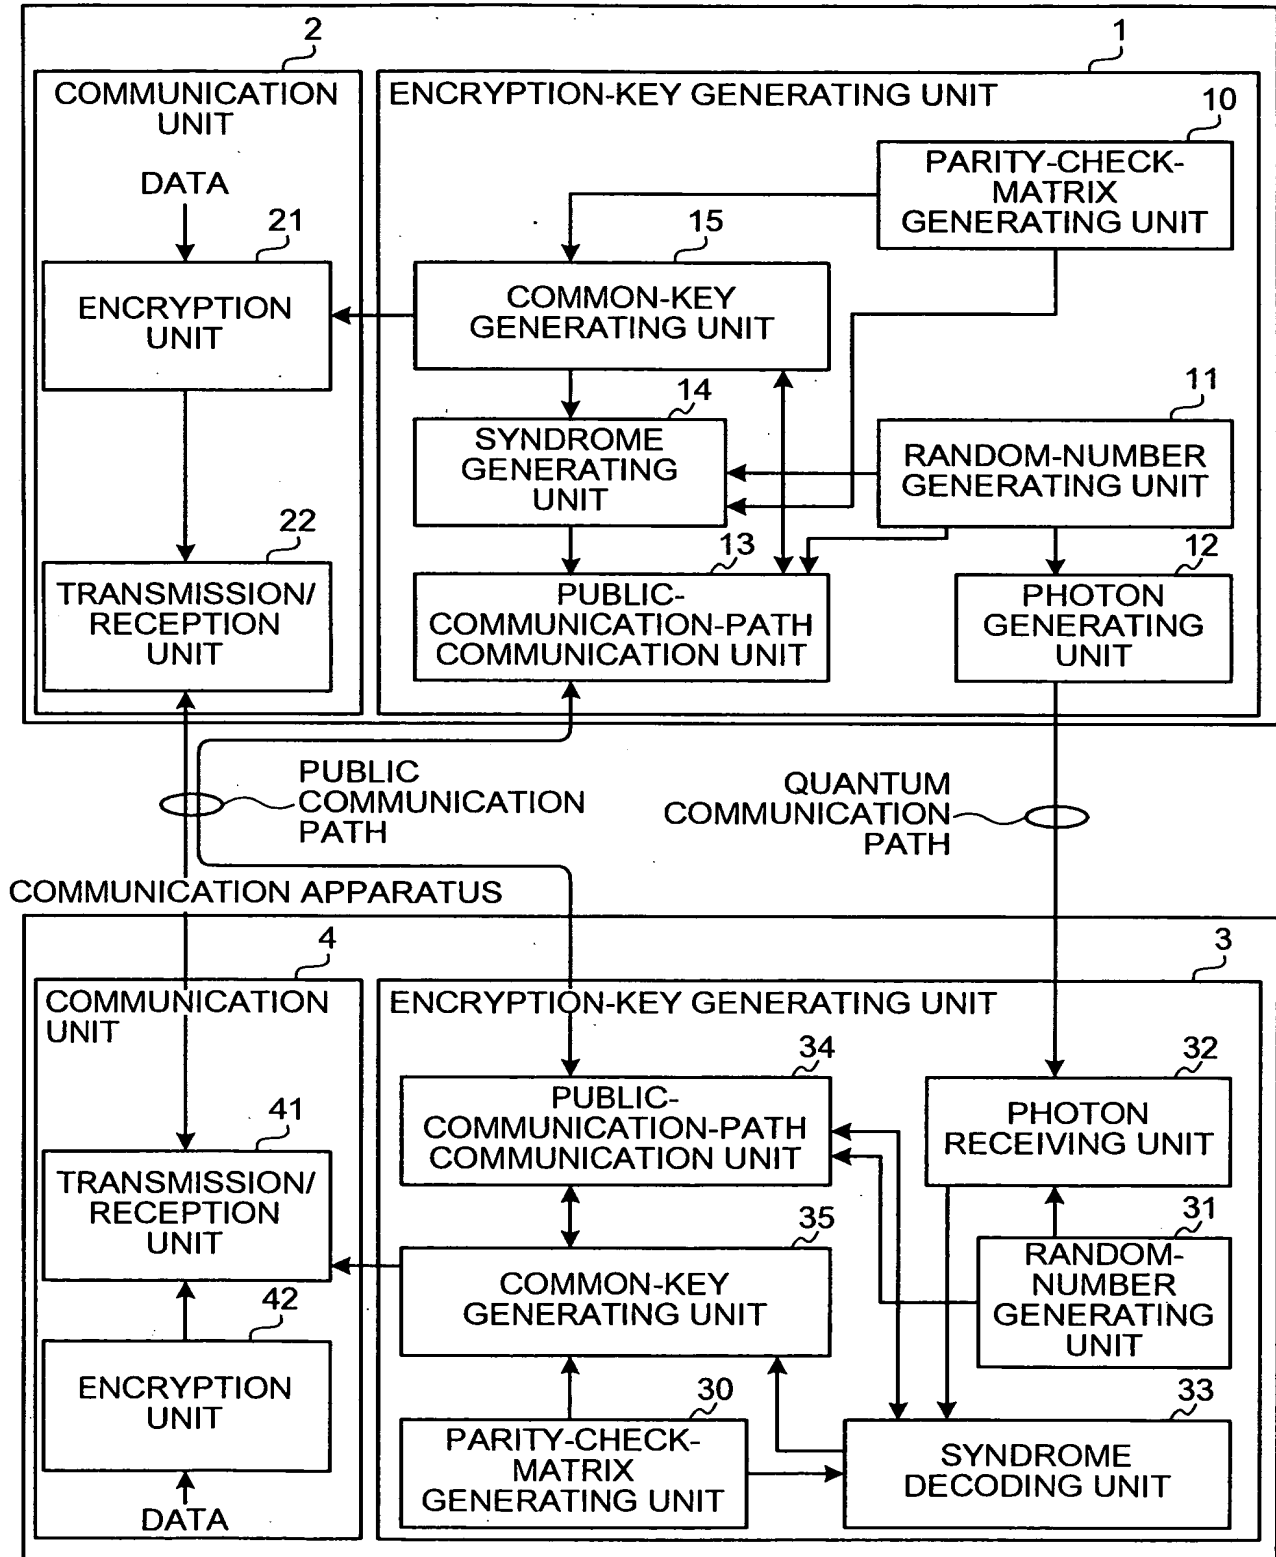 2
COMMUNICATION
UNIT
DATA
21
ENCRYPTION
UNIT
22
TRANSMISSION/
RECEPTION
UNIT
1
ENCRYPTION-KEY GENERATING UNIT
10
PARITY-CHECK-
MATRIX
GENERATING UNIT
15
COMMON-KEY
GENERATING UNIT
14
SYNDROME
GENERATING
UNIT
11
RANDOM-NUMBER
GENERATING UNIT
13
PUBLIC-
COMMUNICATION-PATH
COMMUNICATION UNIT
12
PHOTON
GENERATING
UNIT
PUBLIC
COMMUNICATION
PATH
QUANTUM
COMMUNICATION
PATH
COMMUNICATION APPARATUS
4
COMMUNICATION
UNIT
41
TRANSMISSION/
RECEPTION
UNIT
42
ENCRYPTION
UNIT
DATA
3
ENCRYPTION-KEY GENERATING UNIT
34
PUBLIC-
COMMUNICATION-PATH
COMMUNICATION UNIT
32
PHOTON
RECEIVING UNIT
35
COMMON-KEY
GENERATING UNIT
31
RANDOM-
NUMBER
GENERATING
UNIT
30
PARITY-CHECK-
MATRIX
GENERATING UNIT
33
SYNDROME
DECODING UNIT